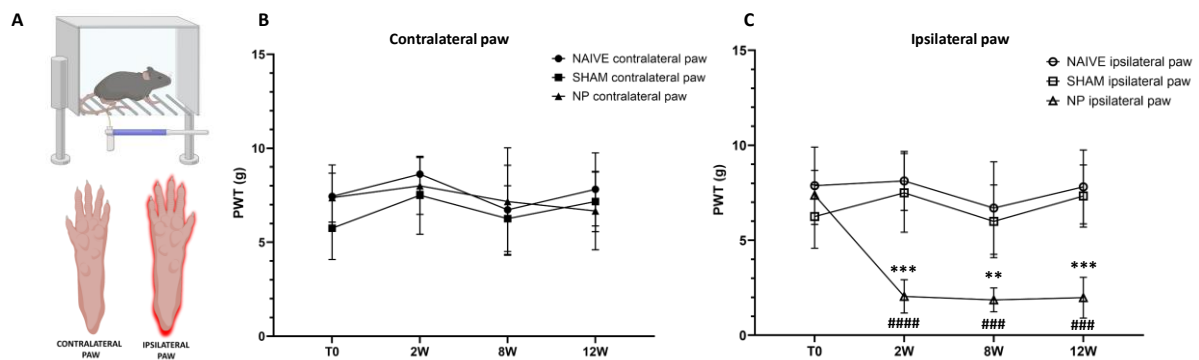 A
CONTRALATERAL
PAW
IPSILATERAL
PAW
B
Contralateral paw
NAIVE contralateral paw
SHAM contralateral paw
NP contralateral paw
PWT (g)
15
10
5
0
T0
2W
8W
12W
C
Ipsilateral paw
NAIVE ipsilateral paw
SHAM ipsilateral paw
NP ipsilateral paw
PWT (g)
15
10
5
0
***
**
***
####
###
###
T0
2W
8W
12W